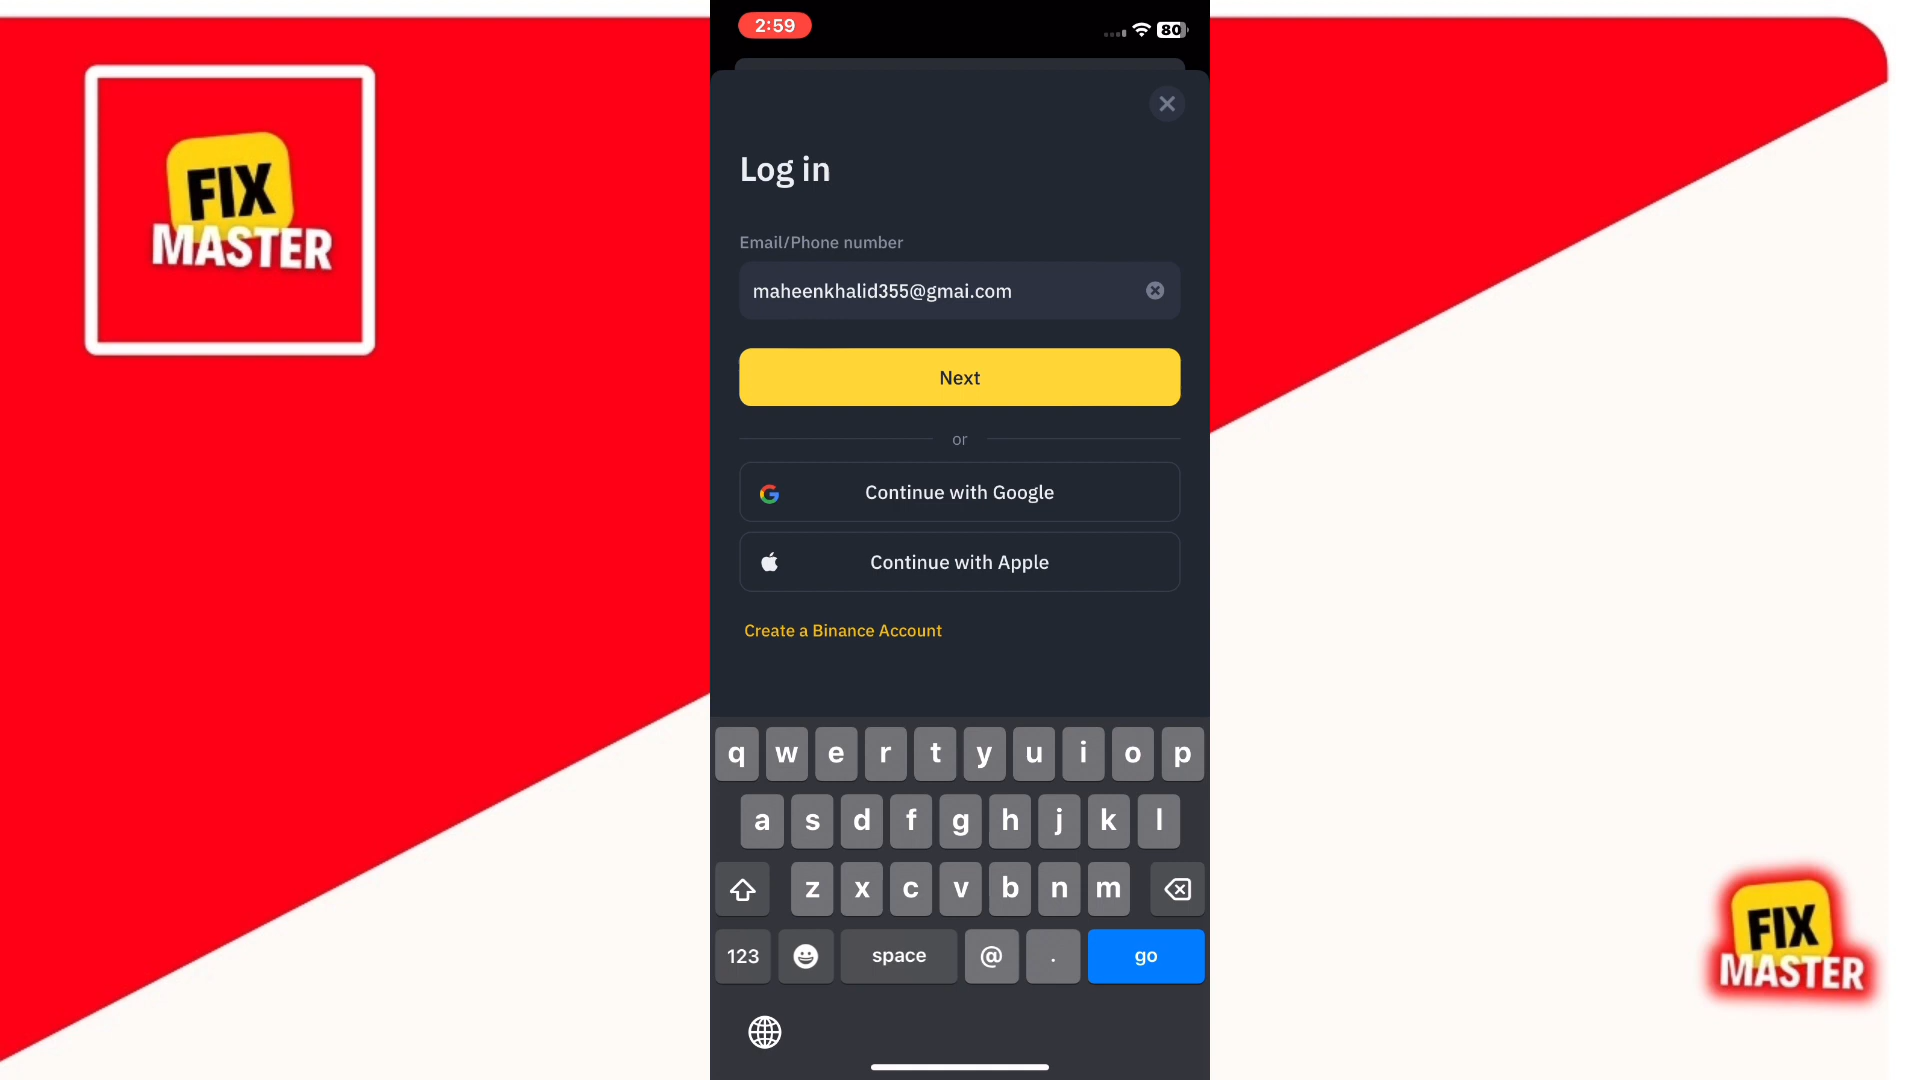 FIX
MASTER
2:59
80
Log in
Email/Phone number
maheenkhalid355@gmai.com
Next
or
Continue with Google
Continue with Apple
Create a Binance Account
q w e r t y u i o p
a s d f g h j k l
z x c v b n m
123 space @ . go
FIX
MASTER